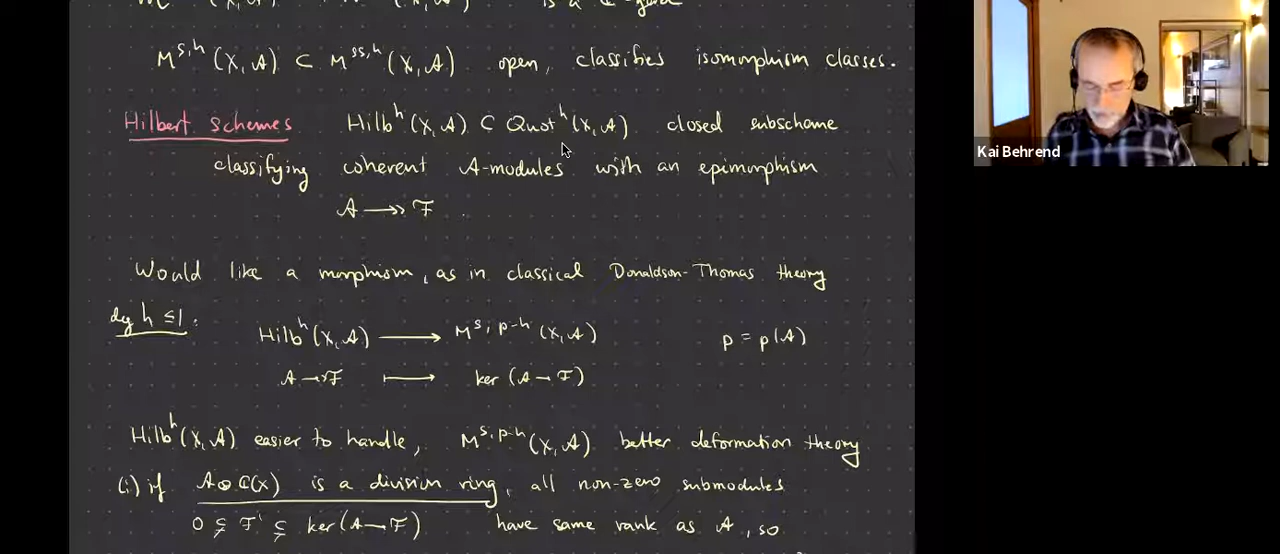 is a
M^{s,h}(X, A) ⊂ M^{ss,h}(X, A) open, classifies isomorphism classes.
Hilbert Schemes Hilb^h(X, A) ⊂ Quot^h(X, A) closed subscheme
classifying coherent A-modules with an epimorphism
A ↠ F
Would like a morphism, as in classical Donaldson-Thomas theory
deg h ≤ 1:
Hilb^h(X, A) ⟶ M^{s, p-h}(X, A) p = p(A)
A → F ⟼ ker (A → F)
Hilb^h(X, A) easier to handle, M^{s, p-h}(X, A) better deformation theory
(i) if A ⊗ C(X) is a division ring, all non-zero submodules
0 ⊊ F' ⊊ ker (A → F) have same rank as A, so
Kai Behrend